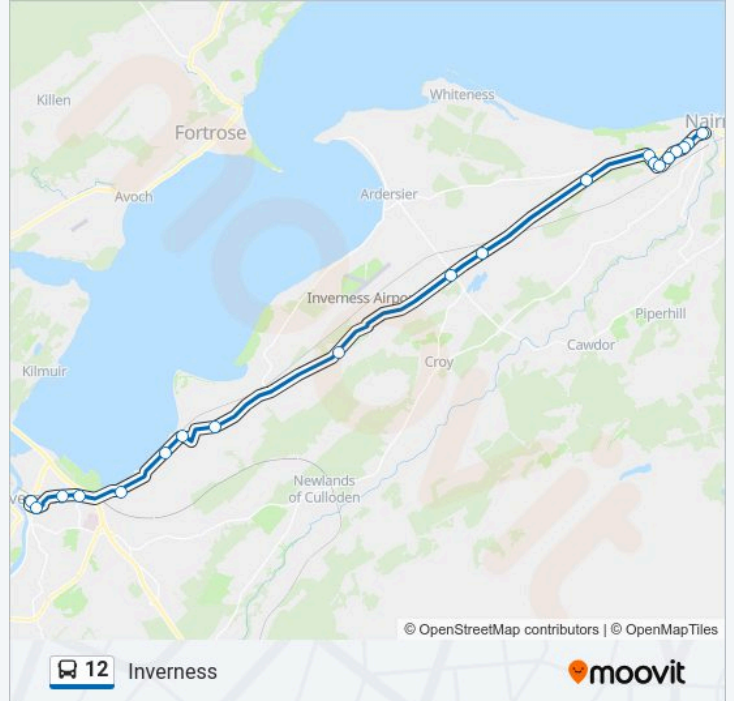 Killen
Whiteness
Nairn
Fortrose
Avoch
Ardersier
Inverness Airpo
Piperhill
Cawdor
Croy
Kilmuir
Newlands
of Culloden
© OpenStreetMap contributors | © OpenMapTiles
12 Inverness
moovit